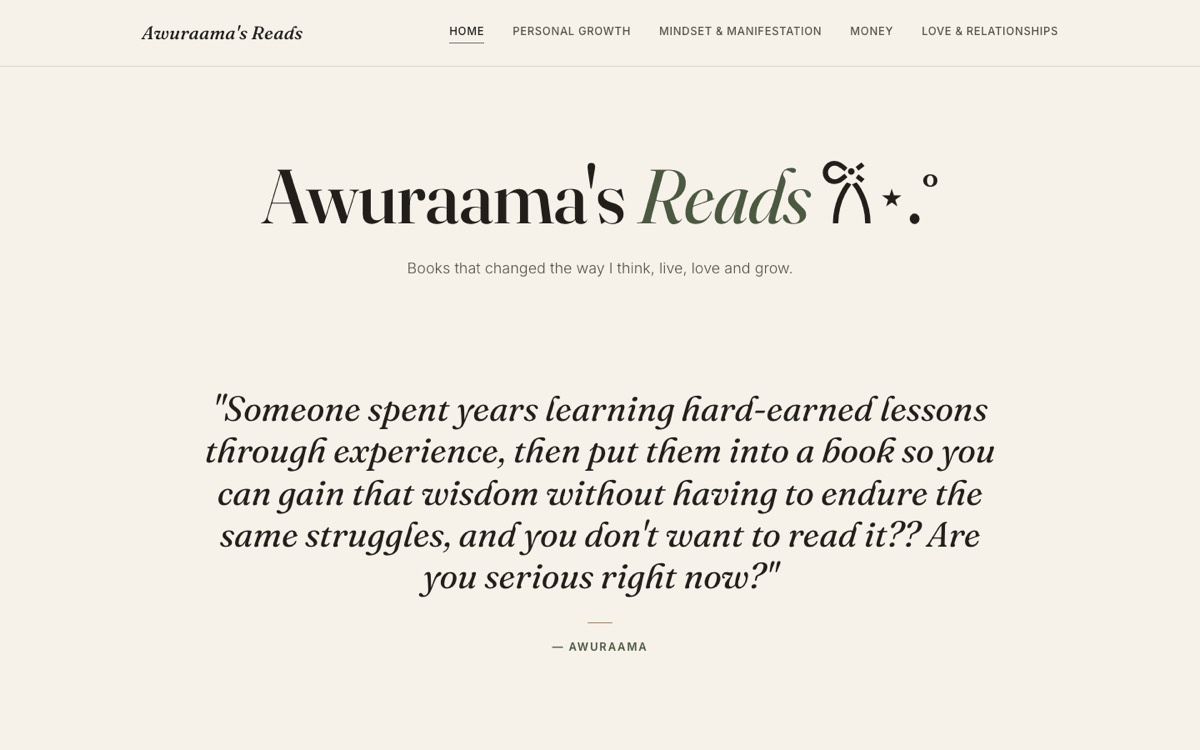 Awuraama's Reads
HOME PERSONAL GROWTH MINDSET & MANIFESTATION MONEY LOVE & RELATIONSHIPS
Awuraama's Reads 𐙚⋆.˚
Books that changed the way I think, live, love and grow.
"Someone spent years learning hard-earned lessons
through experience, then put them into a book so you
can gain that wisdom without having to endure the
same struggles, and you don't want to read it?? Are
you serious right now?"
— AWURAAMA